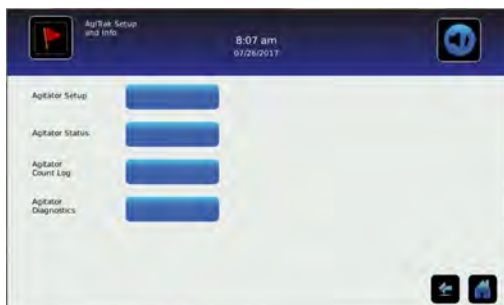 AgiTrak Setup
and Info
8:07 am
07/26/2017
Agitator Setup
Agitator Status
Agitator
Count Log
Agitator
Diagnostics